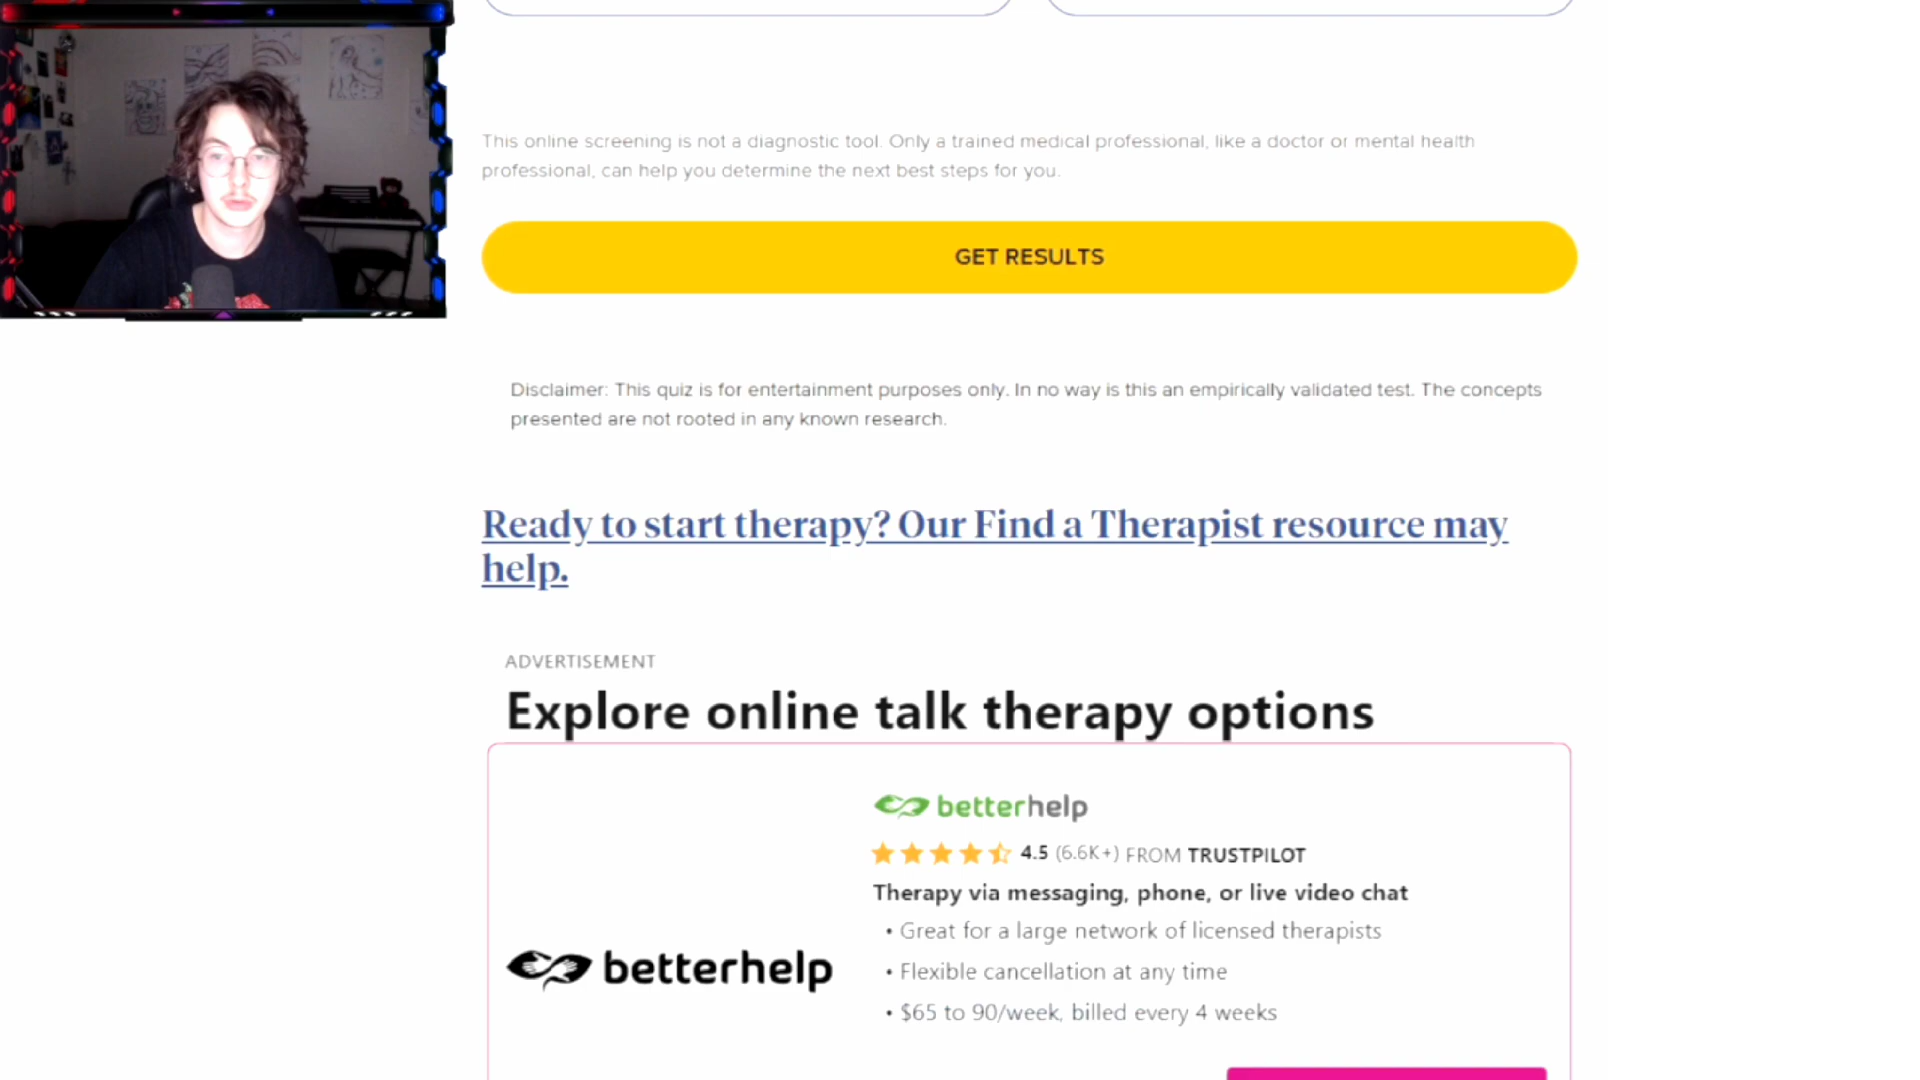 This online screening is not a diagnostic tool. Only a trained medical professional, like a doctor or mental health
professional, can help you determine the next best steps for you.
GET RESULTS
Disclaimer: This quiz is for entertainment purposes only. In no way is this an empirically validated test. The concepts
presented are not rooted in any known research.
Ready to start therapy? Our Find a Therapist resource may
help.
ADVERTISEMENT
Explore online talk therapy options
betterhelp
4.5 (6.6K+) FROM TRUSTPILOT
Therapy via messaging, phone, or live video chat
• Great for a large network of licensed therapists
betterhelp
• Flexible cancellation at any time
• $65 to 90/week, billed every 4 weeks